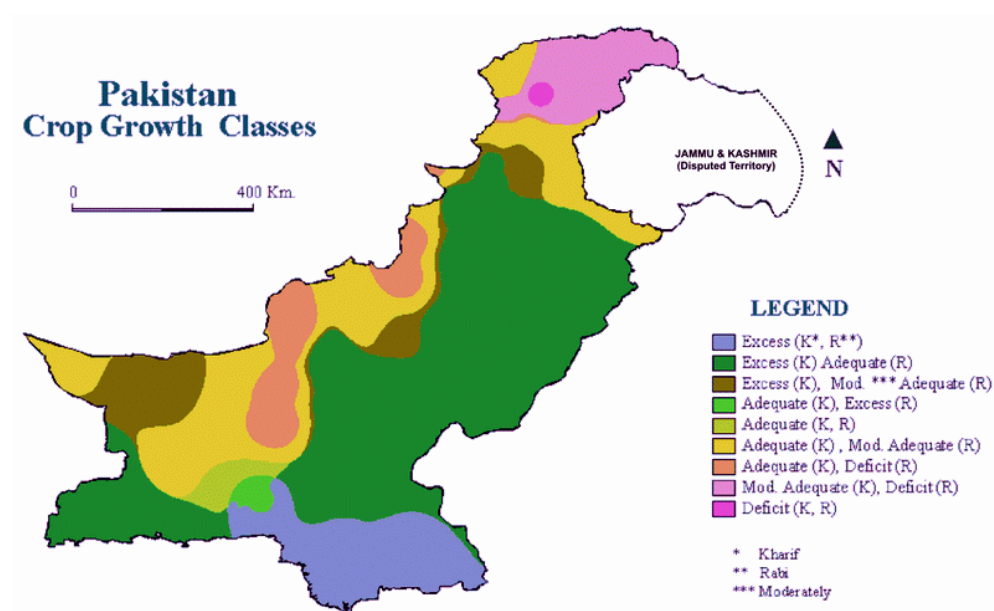 Pakistan
Crop Growth Classes
0 400 Km.
JAMMU & KASHMIR
(Disputed Territory)
N
LEGEND
Excess (K*, R**)
Excess (K) Adequate (R)
Excess (K), Mod. *** Adequate (R)
Adequate (K), Excess (R)
Adequate (K, R)
Adequate (K) , Mod. Adequate (R)
Adequate (K), Deficit (R)
Mod. Adequate (K), Deficit (R)
Deficit (K, R)
* Kharif
** Rabi
*** Moderately